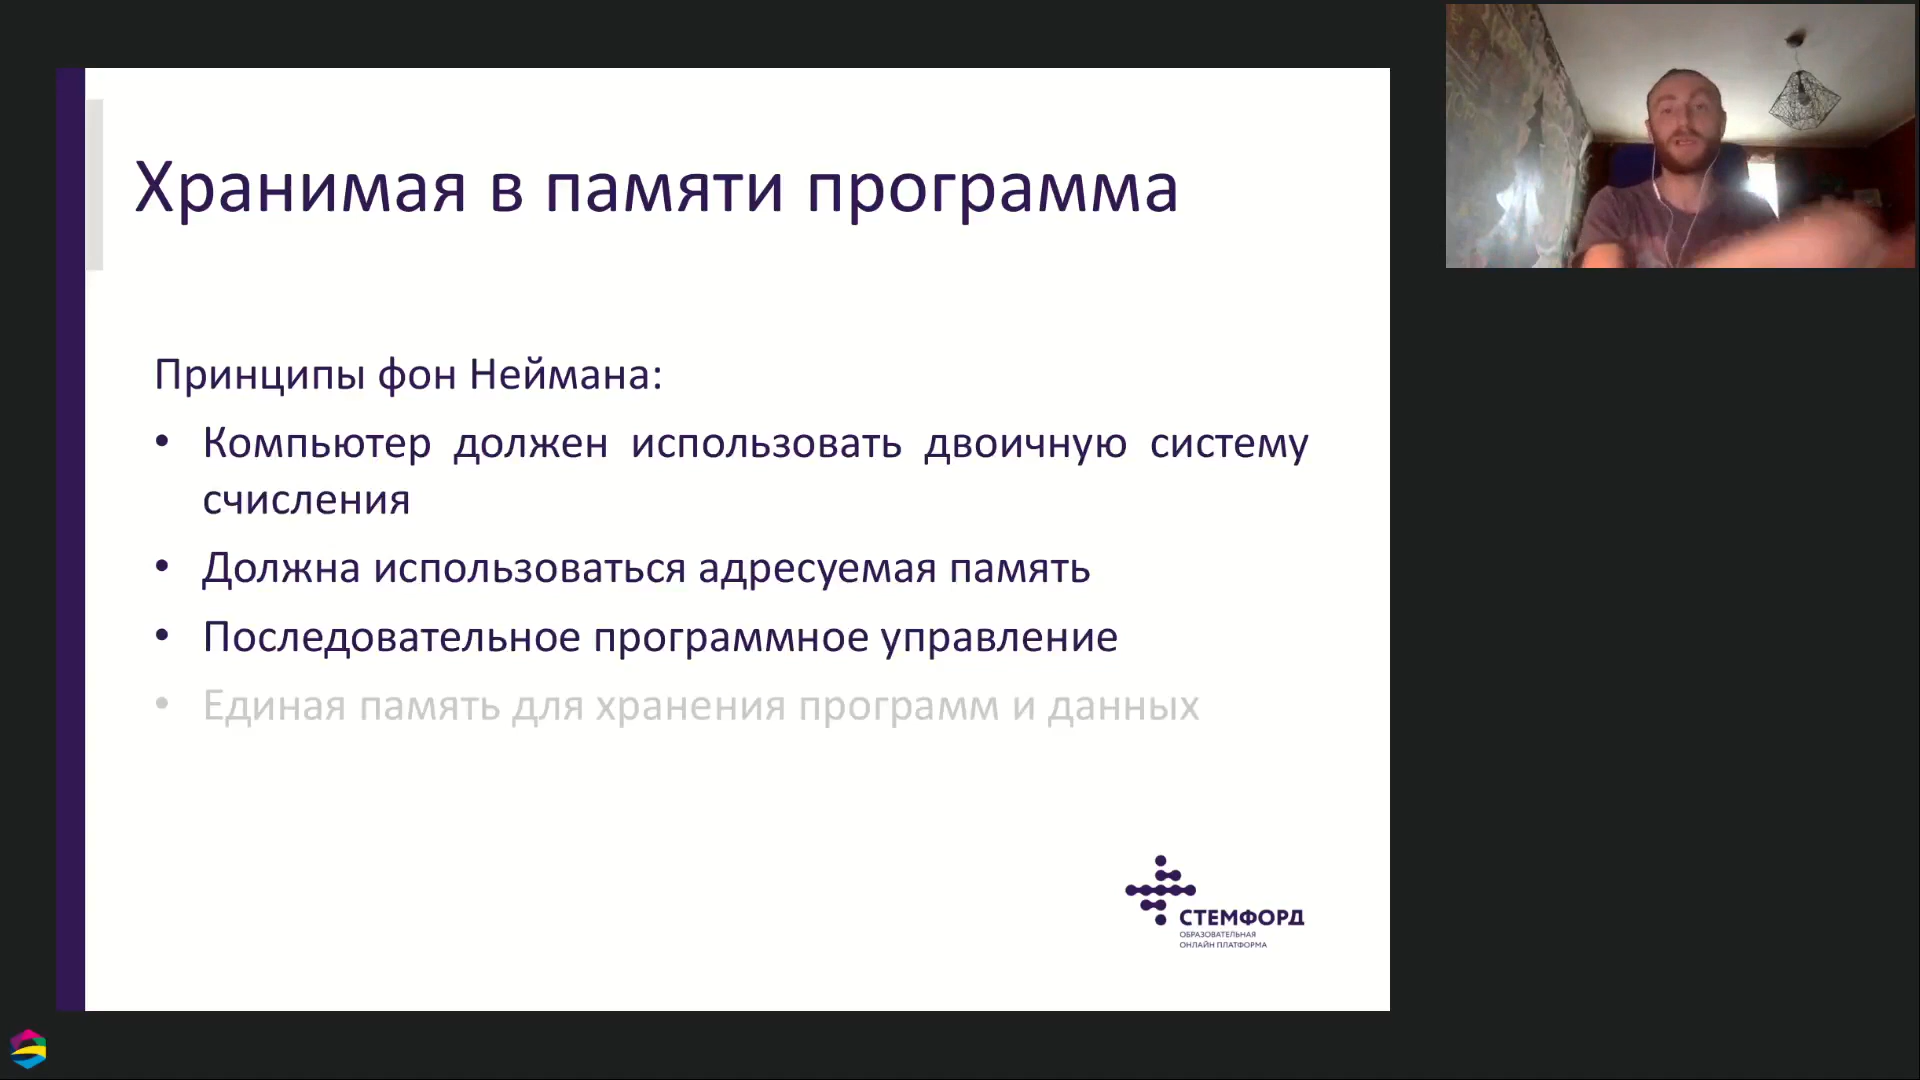 Хранимая в памяти программа
Принципы фон Неймана:
• Компьютер должен использовать двоичную систему
счисления
• Должна использоваться адресуемая память
• Последовательное программное управление
• Единая память для хранения программ и данных
СТЕМФОРД
ОБРАЗОВАТЕЛЬНАЯ
ОНЛАЙН ПЛАТФОРМА